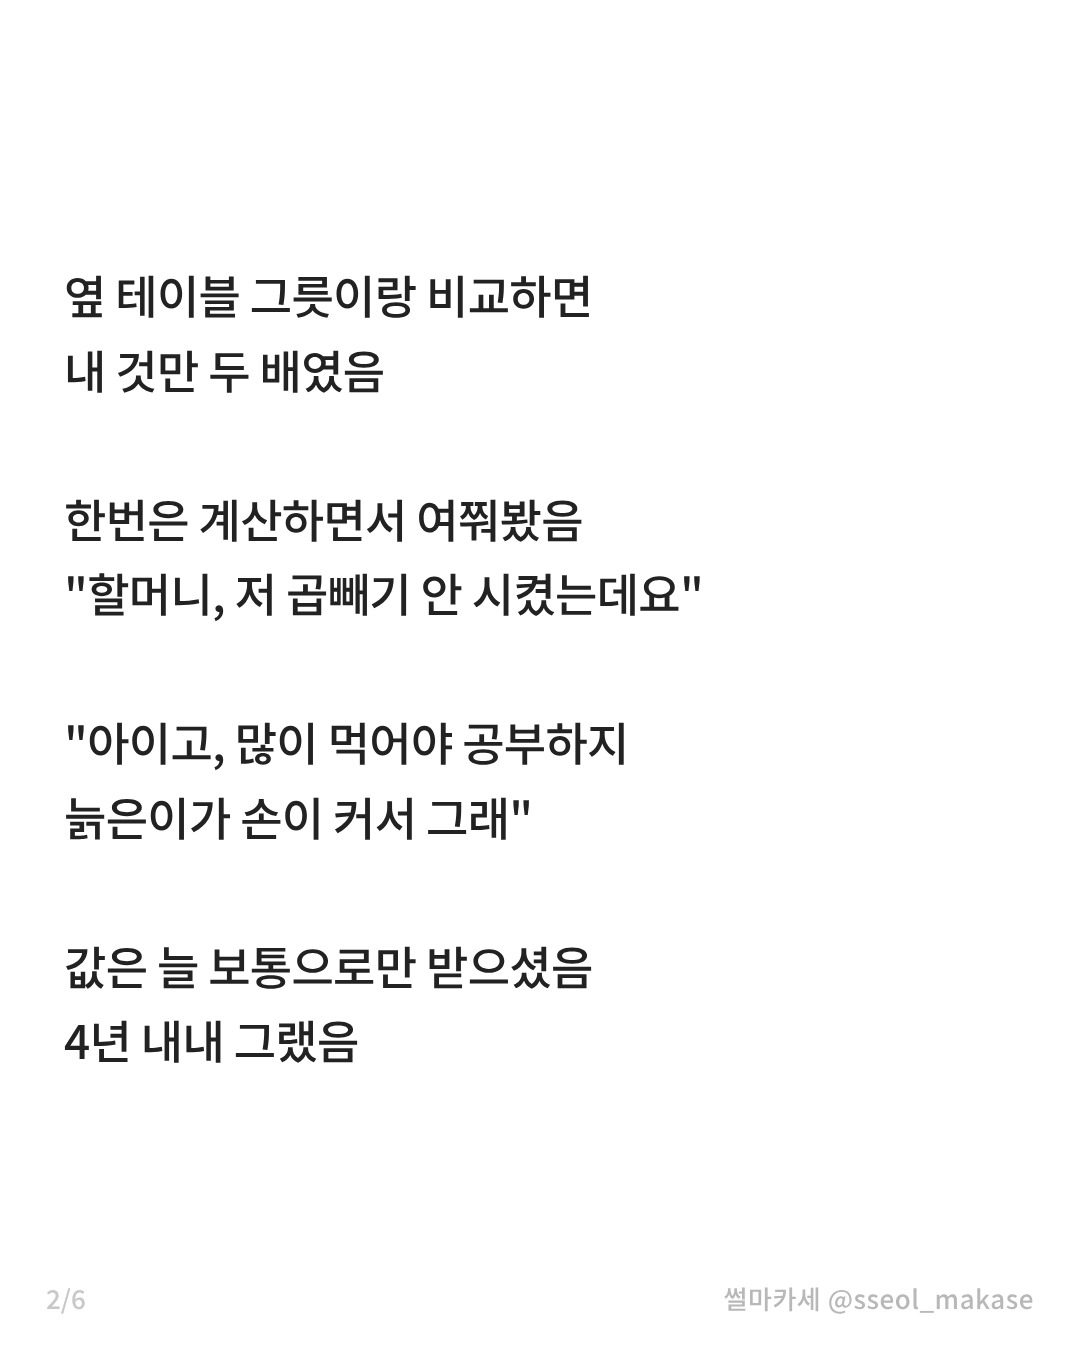 옆 테이블 그릇이랑 비교하면
내 것만 두 배였음
한번은 계산하면서 여쭤봤음
"할머니, 저 곱빼기 안 시켰는데요"
"아이고, 많이 먹어야 공부하지
늙은이가 손이 커서 그래"
값은 늘 보통으로만 받으셨음
4년 내내 그랬음
2/6
썰마카세 @sseol_makase